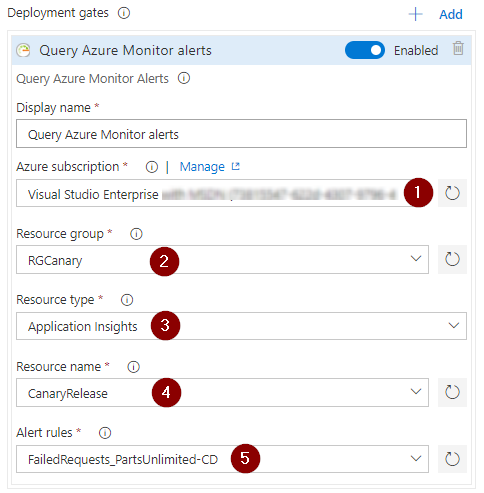 Deployment gates
Add
Query Azure Monitor alerts
Enabled
Query Azure Monitor Alerts
Display name *
Query Azure Monitor alerts
Azure subscription *
| Manage
Visual Studio Enterprise
1
Resource group *
RGCanary
2
Resource type *
Application Insights
3
Resource name *
CanaryRelease
4
Alert rules *
FailedRequests_PartsUnlimited-CD
5